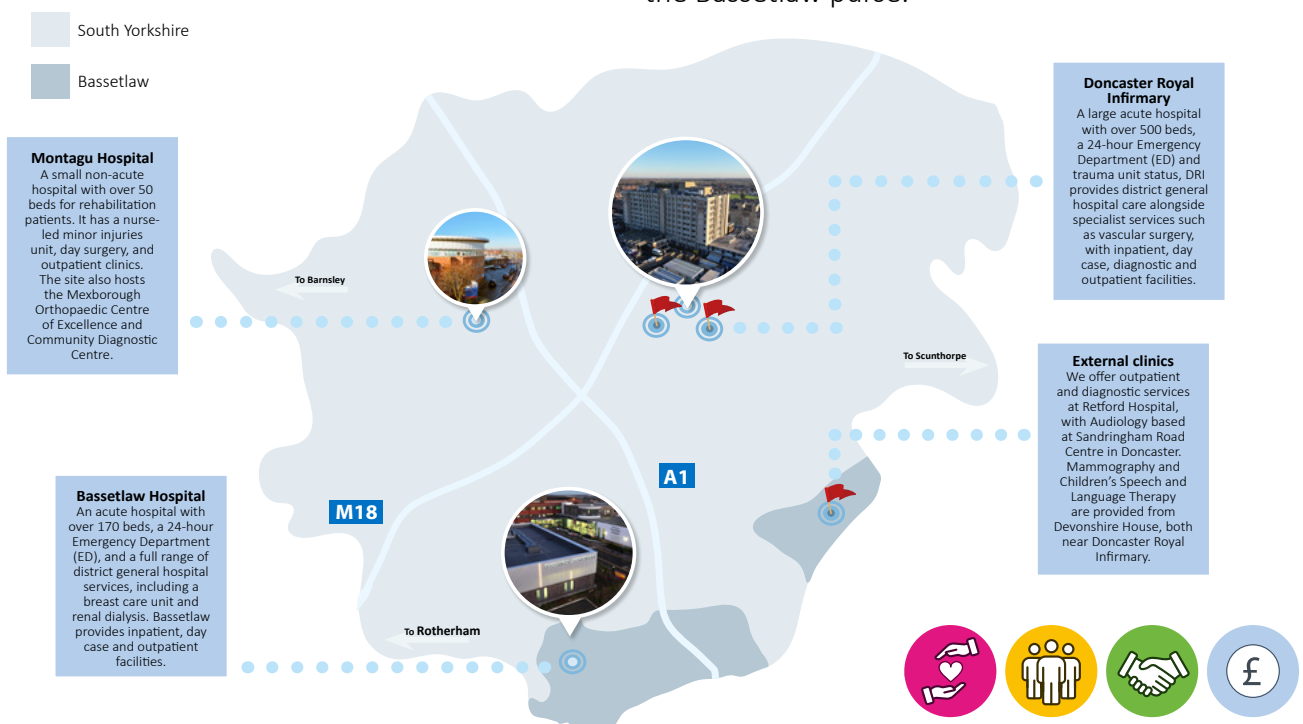 the Bassetlaw purse.
South Yorkshire
Bassetlaw
Montagu Hospital
A small non-acute
hospital with over 50
beds for rehabilitation
patients. It has a nurse-
led minor injuries
unit, day surgery, and
outpatient clinics.
The site also hosts
the Mexborough
Orthopaedic Centre
of Excellence and
Community Diagnostic
Centre.
Doncaster Royal
Infirmary
A large acute hospital
with over 500 beds,
a 24-hour Emergency
Department (ED) and
trauma unit status, DRI
provides district general
hospital care alongside
specialist services such
as vascular surgery,
with inpatient, day
case, diagnostic and
outpatient facilities.
To Barnsley
To Scunthorpe
External clinics
We offer outpatient
and diagnostic services
at Retford Hospital,
with Audiology based
at Sandringham Road
Centre in Doncaster.
Mammography and
Children's Speech and
Language Therapy
are provided from
Devonshire House, both
near Doncaster Royal
Infirmary.
A1
M18
Bassetlaw Hospital
An acute hospital with
over 170 beds, a 24-hour
Emergency Department
(ED), and a full range of
district general hospital
services, including a
breast care unit and
renal dialysis. Bassetlaw
provides inpatient, day
case and outpatient
facilities.
To Rotherham
£